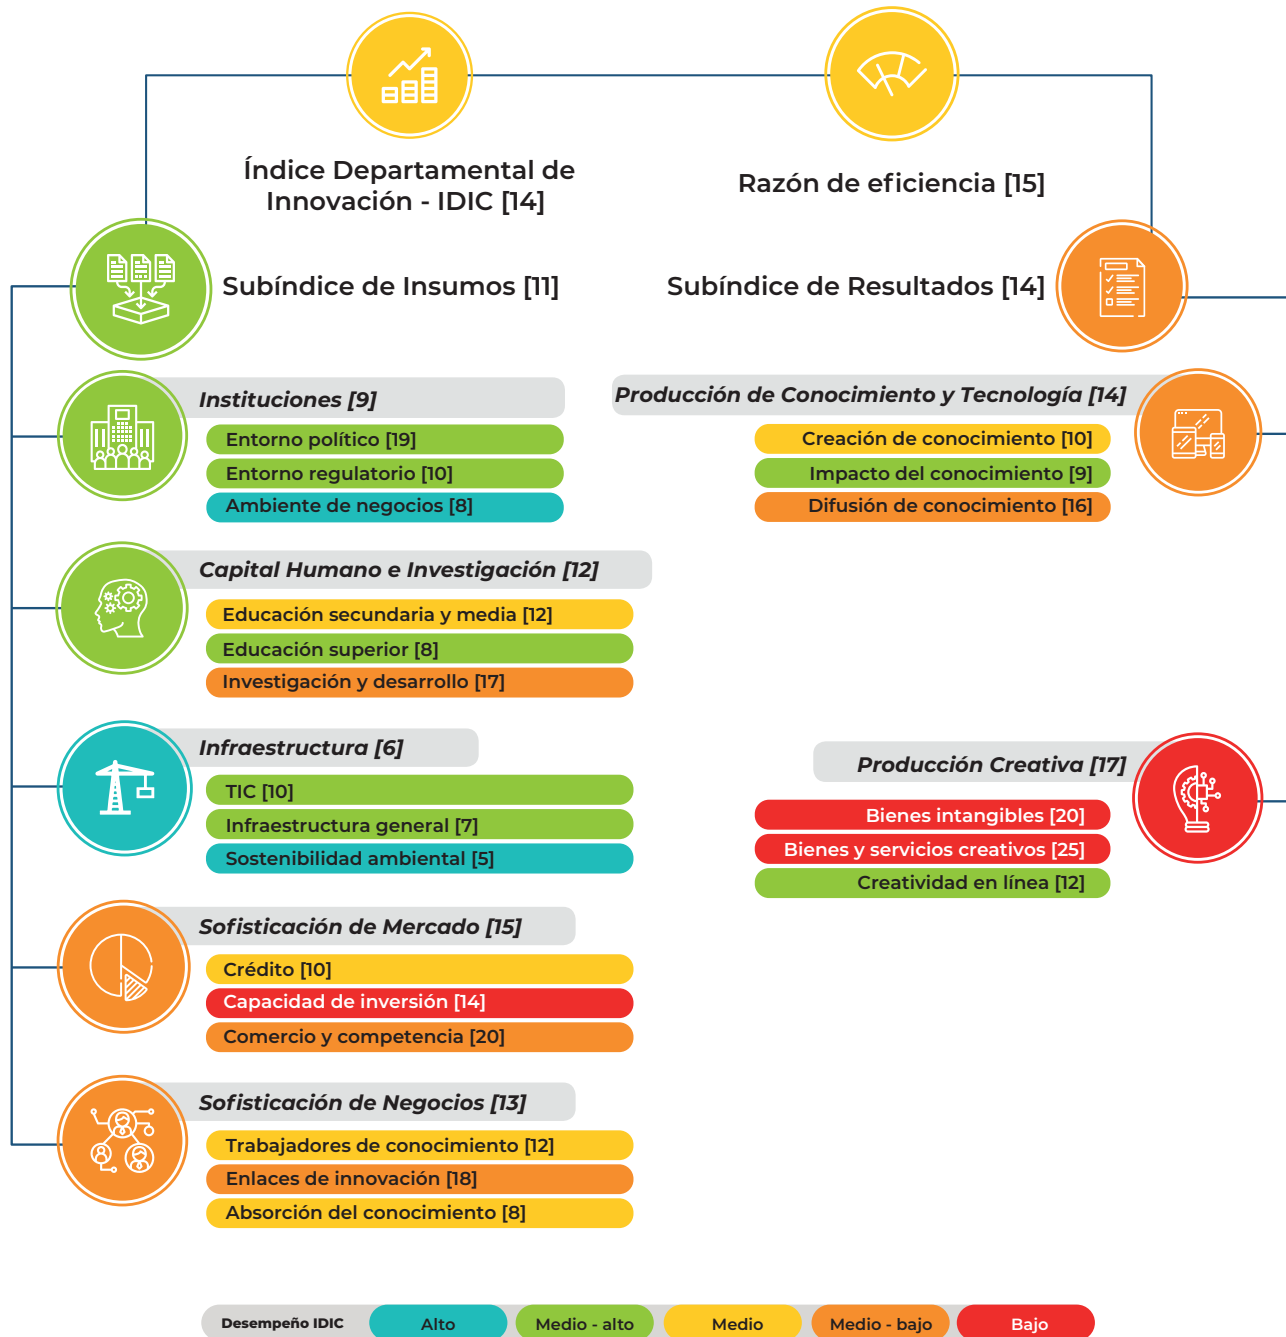 Índice Departamental de
Innovación - IDIC [14]
Razón de eficiencia [15]
Subíndice de Insumos [11]
Subíndice de Resultados [14]
Instituciones [9]
Entorno político [19]
Entorno regulatorio [10]
Ambiente de negocios [8]
Capital Humano e Investigación [12]
Educación secundaria y media [12]
Educación superior [8]
Investigación y desarrollo [17]
Infraestructura [6]
TIC [10]
Infraestructura general [7]
Sostenibilidad ambiental [5]
Sofisticación de Mercado [15]
Crédito [10]
Capacidad de inversión [14]
Comercio y competencia [20]
Sofisticación de Negocios [13]
Trabajadores de conocimiento [12]
Enlaces de innovación [18]
Absorción del conocimiento [8]
Producción de Conocimiento y Tecnología [14]
Creación de conocimiento [10]
Impacto del conocimiento [9]
Difusión de conocimiento [16]
Producción Creativa [17]
Bienes intangibles [20]
Bienes y servicios creativos [25]
Creatividad en línea [12]
Desempeño IDIC
Alto
Medio - alto
Medio
Medio - bajo
Bajo